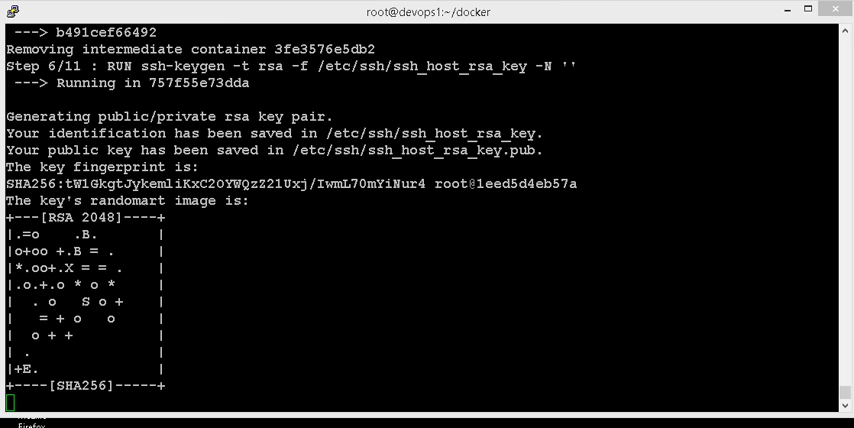 root@devops1:~/docker
---> b491cef66492
Removing intermediate container 3fe3576e5db2
Step 6/11 : RUN ssh-keygen -t rsa -f /etc/ssh/ssh_host_rsa_key -N ''
---> Running in 757f55e73dda
Generating public/private rsa key pair.
Your identification has been saved in /etc/ssh/ssh_host_rsa_key.
Your public key has been saved in /etc/ssh/ssh_host_rsa_key.pub.
The key fingerprint is:
SHA256:tW1GkgtJykemliKxC2OYWQzZ21Uxj/IwmL70mYiNur4 root@1eed5d4eb57a
The key's randomart image is:
+---[RSA 2048]----+
|.=o    .B.       |
|o+oo +.B = .     |
|*.oo+.X = = .    |
|.o.+.o * o *     |
|  . o   S o +    |
|   = + o   o     |
|  o + +          |
| .               |
|+E.              |
+----[SHA256]-----+
Firefox